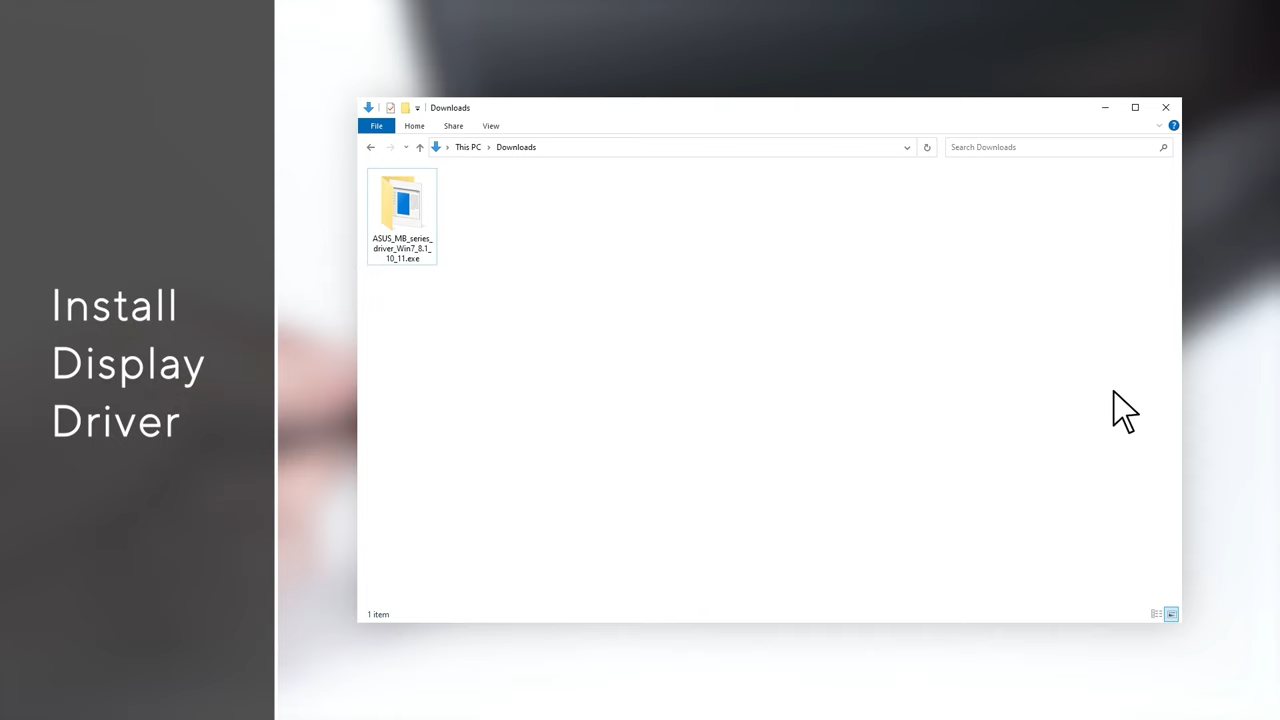 Install
Display
Driver
Downloads
File Home Share View
This PC Downloads
Search Downloads
ASUS_MB_series_
driver_Win7_8.1_
10_11.exe
1 item